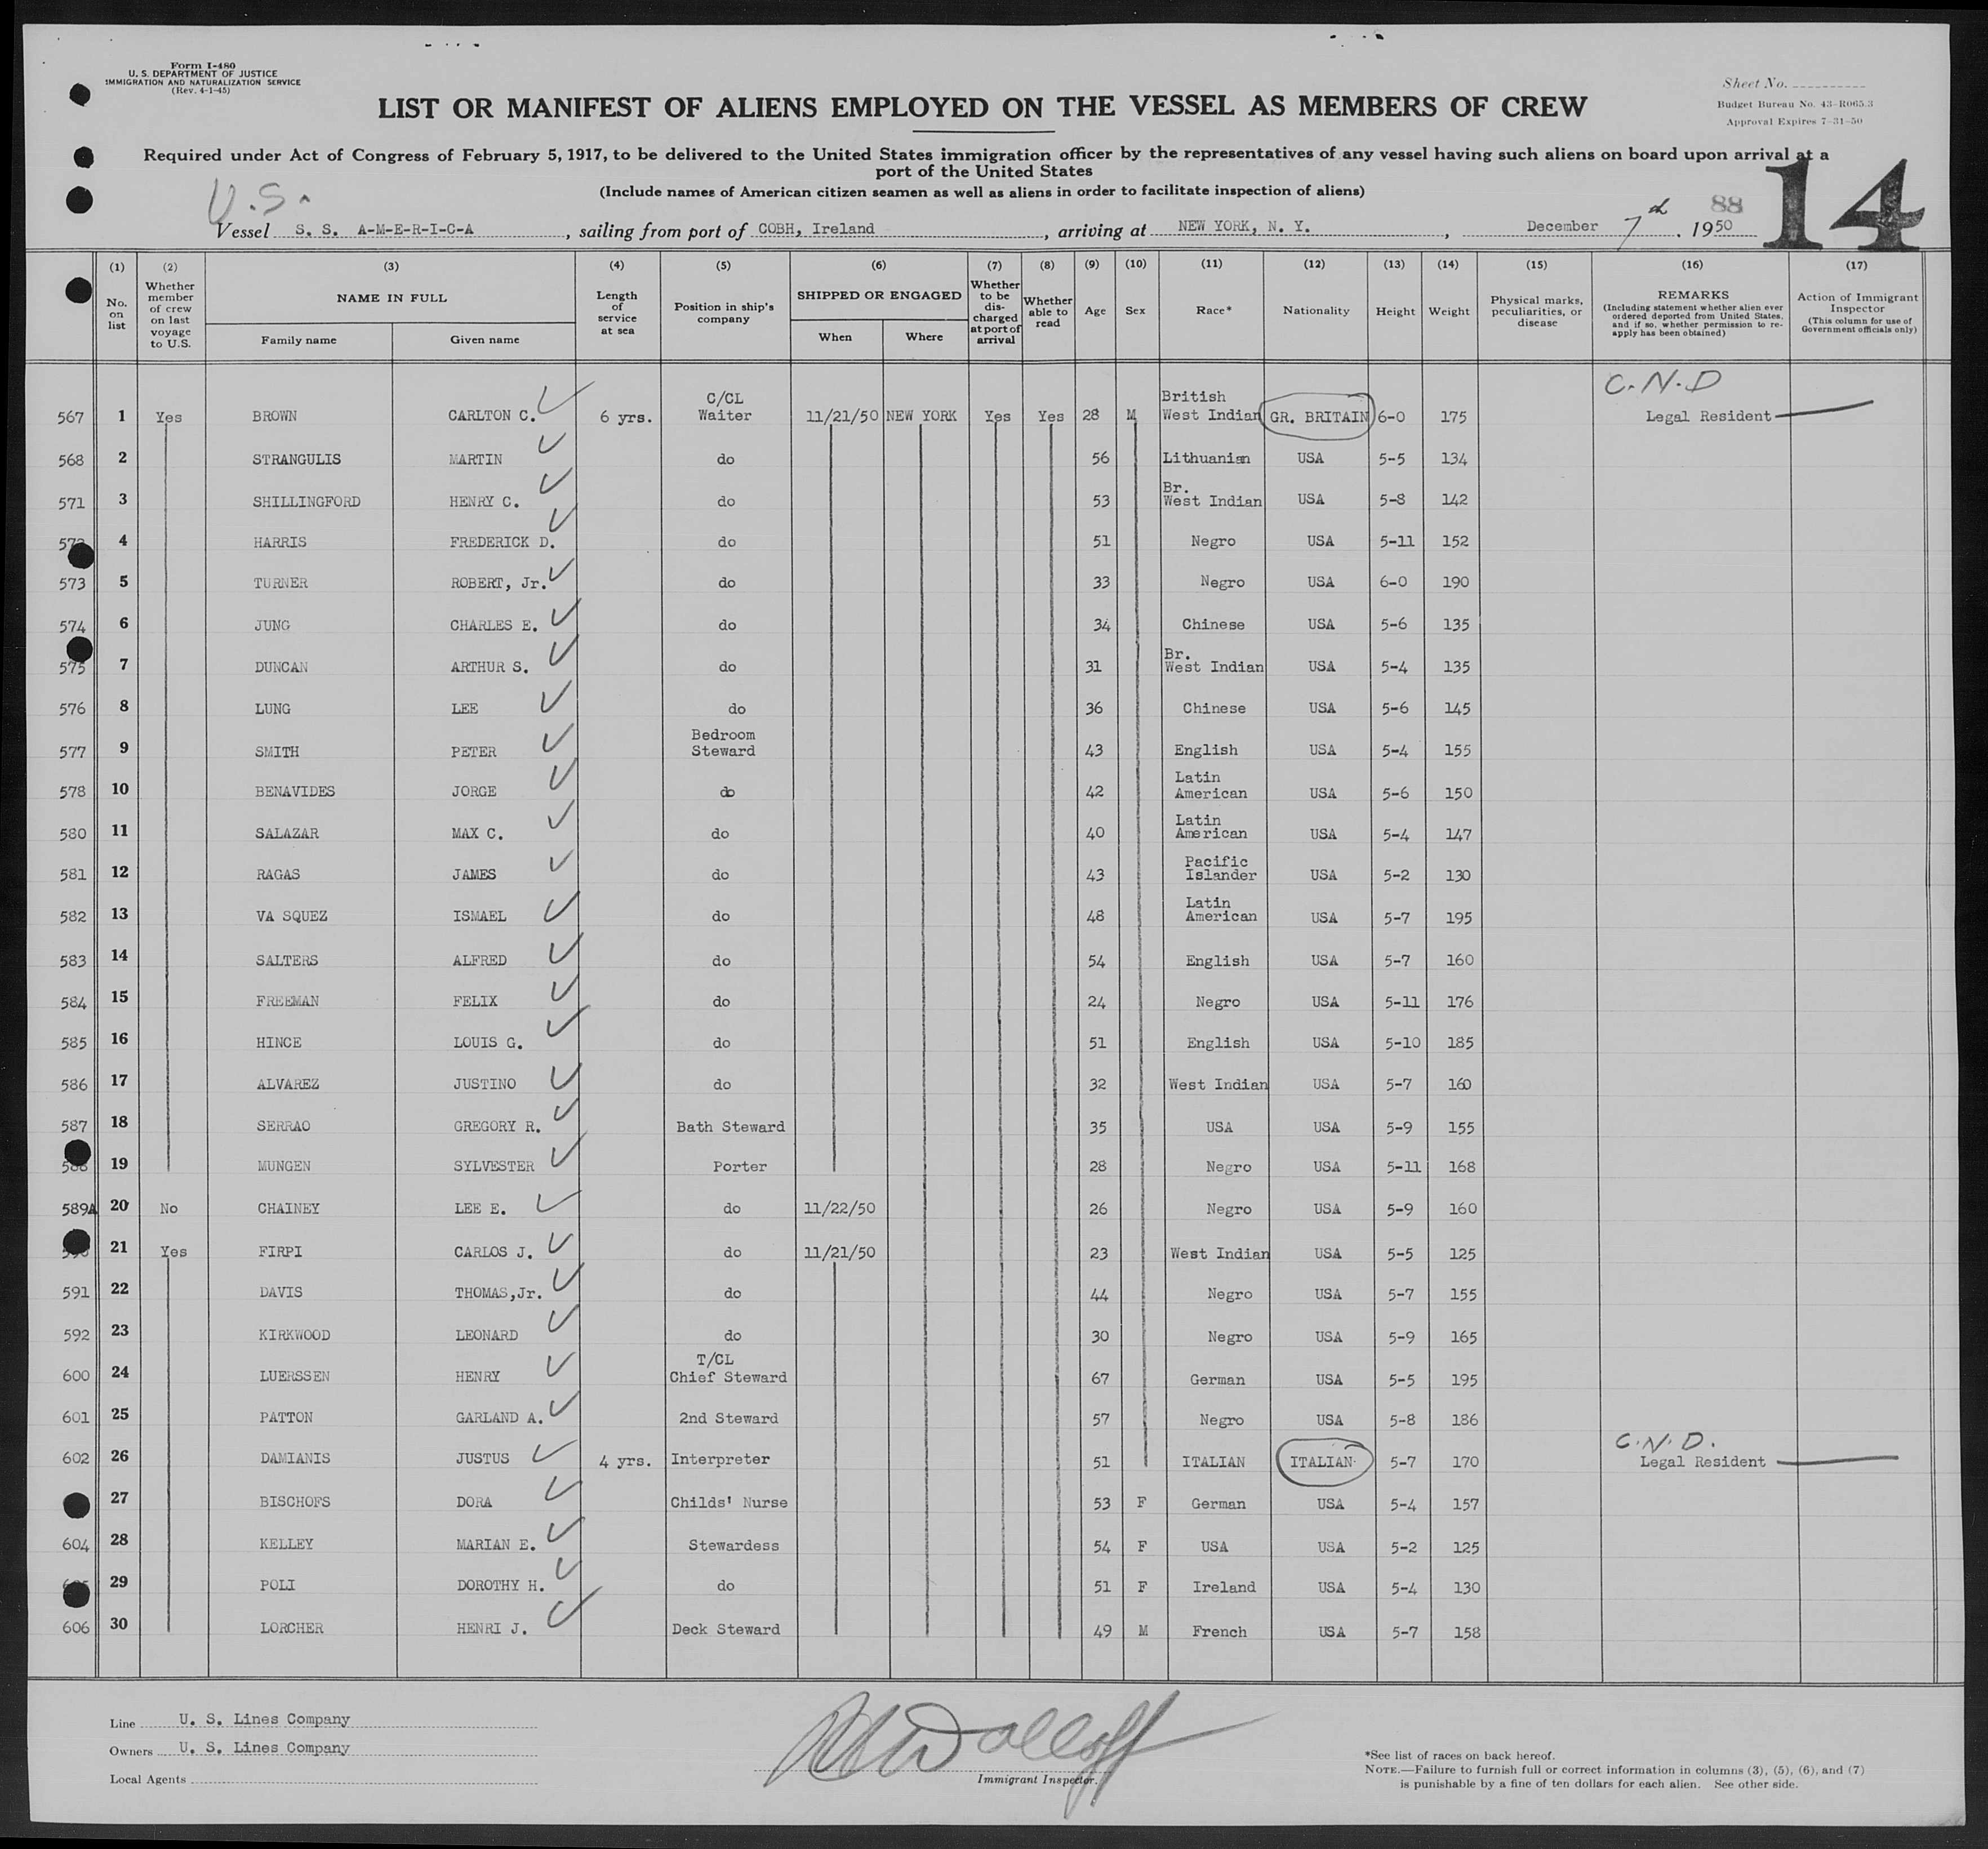 Form I-480
U. S. DEPARTMENT OF JUSTICE
IMMIGRATION AND NATURALIZATION SERVICE
(Rev. 4-1-45)
Sheet No.
Budget Bureau No. 43-R065.3
Approval Expires 7-31-50
LIST OR MANIFEST OF ALIENS EMPLOYED ON THE VESSEL AS MEMBERS OF CREW
Required under Act of Congress of February 5, 1917, to be delivered to the United States immigration officer by the representatives of any vessel having such aliens on board upon arrival at a
port of the United States
(Include names of American citizen seamen as well as aliens in order to facilitate inspection of aliens)
U.S.
88
14
Vessel S. S. A-M-E-R-I-C-A, sailing from port of COBH, Ireland, arriving at NEW YORK, N. Y., December 7th, 1950
(1) No. on list
(2) Whether member of crew on last voyage to U.S.
(3) NAME IN FULL Family name Given name
(4) Length of service at sea
(5) Position in ship's company
(6) SHIPPED OR ENGAGED When Where
(7) Whether to be discharged at port of arrival
(8) Whether able to read
(9) Age
(10) Sex
(11) Race*
(12) Nationality
(13) Height
(14) Weight
(15) Physical marks, peculiarities, or disease
(16) REMARKS (Including statement whether alien ever ordered deported from United States, and if so, whether permission to re-apply has been obtained)
(17) Action of Immigrant Inspector (This column for use of Government officials only)
C.N.D
567 1 Yes BROWN CARLTON C. 6 yrs. C/CL Waiter 11/21/50 NEW YORK Yes Yes 28 M British West Indian GR. BRITAIN 6-0 175 Legal Resident
568 2 STRANGULIS MARTIN do 56 Lithuanian USA 5-5 134
571 3 SHILLINGFORD HENRY C. do 53 Br. West Indian USA 5-8 142
4 HARRIS FREDERICK D. do 51 Negro USA 5-11 152
573 5 TURNER ROBERT, Jr. do 33 Negro USA 6-0 190
574 6 JUNG CHARLES E. do 34 Chinese USA 5-6 135
575 7 DUNCAN ARTHUR S. do 31 Br. West Indian USA 5-4 135
576 8 LUNG LEE do 36 Chinese USA 5-6 145
577 9 SMITH PETER Bedroom Steward 43 English USA 5-4 155
578 10 BENAVIDES JORGE do 42 Latin American USA 5-6 150
580 11 SALAZAR MAX C. do 40 Latin American USA 5-4 147
581 12 RAGAS JAMES do 43 Pacific Islander USA 5-2 130
582 13 VA SQUEZ ISMAEL do 48 Latin American USA 5-7 195
583 14 SALTERS ALFRED do 54 English USA 5-7 160
584 15 FREEMAN FELIX do 24 Negro USA 5-11 176
585 16 HINCE LOUIS G. do 51 English USA 5-10 185
586 17 ALVAREZ JUSTINO do 32 West Indian USA 5-7 160
587 18 SERRAO GREGORY R. Bath Steward 35 USA USA 5-9 155
19 MUNGEN SYLVESTER Porter 28 Negro USA 5-11 168
589A 20 No CHAINEY LEE E. do 11/22/50 26 Negro USA 5-9 160
21 Yes FIRPI CARLOS J. do 11/21/50 23 West Indian USA 5-5 125
591 22 DAVIS THOMAS,Jr. do 44 Negro USA 5-7 155
592 23 KIRKWOOD LEONARD do 30 Negro USA 5-9 165
600 24 LUERSSEN HENRY T/CL Chief Steward 67 German USA 5-5 195
601 25 PATTON GARLAND A. 2nd Steward 57 Negro USA 5-8 186
C.N.D.
602 26 DAMIANIS JUSTUS 4 yrs. Interpreter 51 ITALIAN ITALIAN 5-7 170 Legal Resident
27 BISCHOFS DORA Childs' Nurse 53 F German USA 5-4 157
604 28 KELLEY MARIAN E. Stewardess 54 F USA USA 5-2 125
29 POLI DOROTHY H. do 51 F Ireland USA 5-4 130
606 30 LORCHER HENRI J. Deck Steward 49 M French USA 5-7 158
Line U. S. Lines Company
Owners U. S. Lines Company
Local Agents
Immigrant Inspector.
*See list of races on back hereof.
NOTE.—Failure to furnish full or correct information in columns (3), (5), (6), and (7)
is punishable by a fine of ten dollars for each alien. See other side.